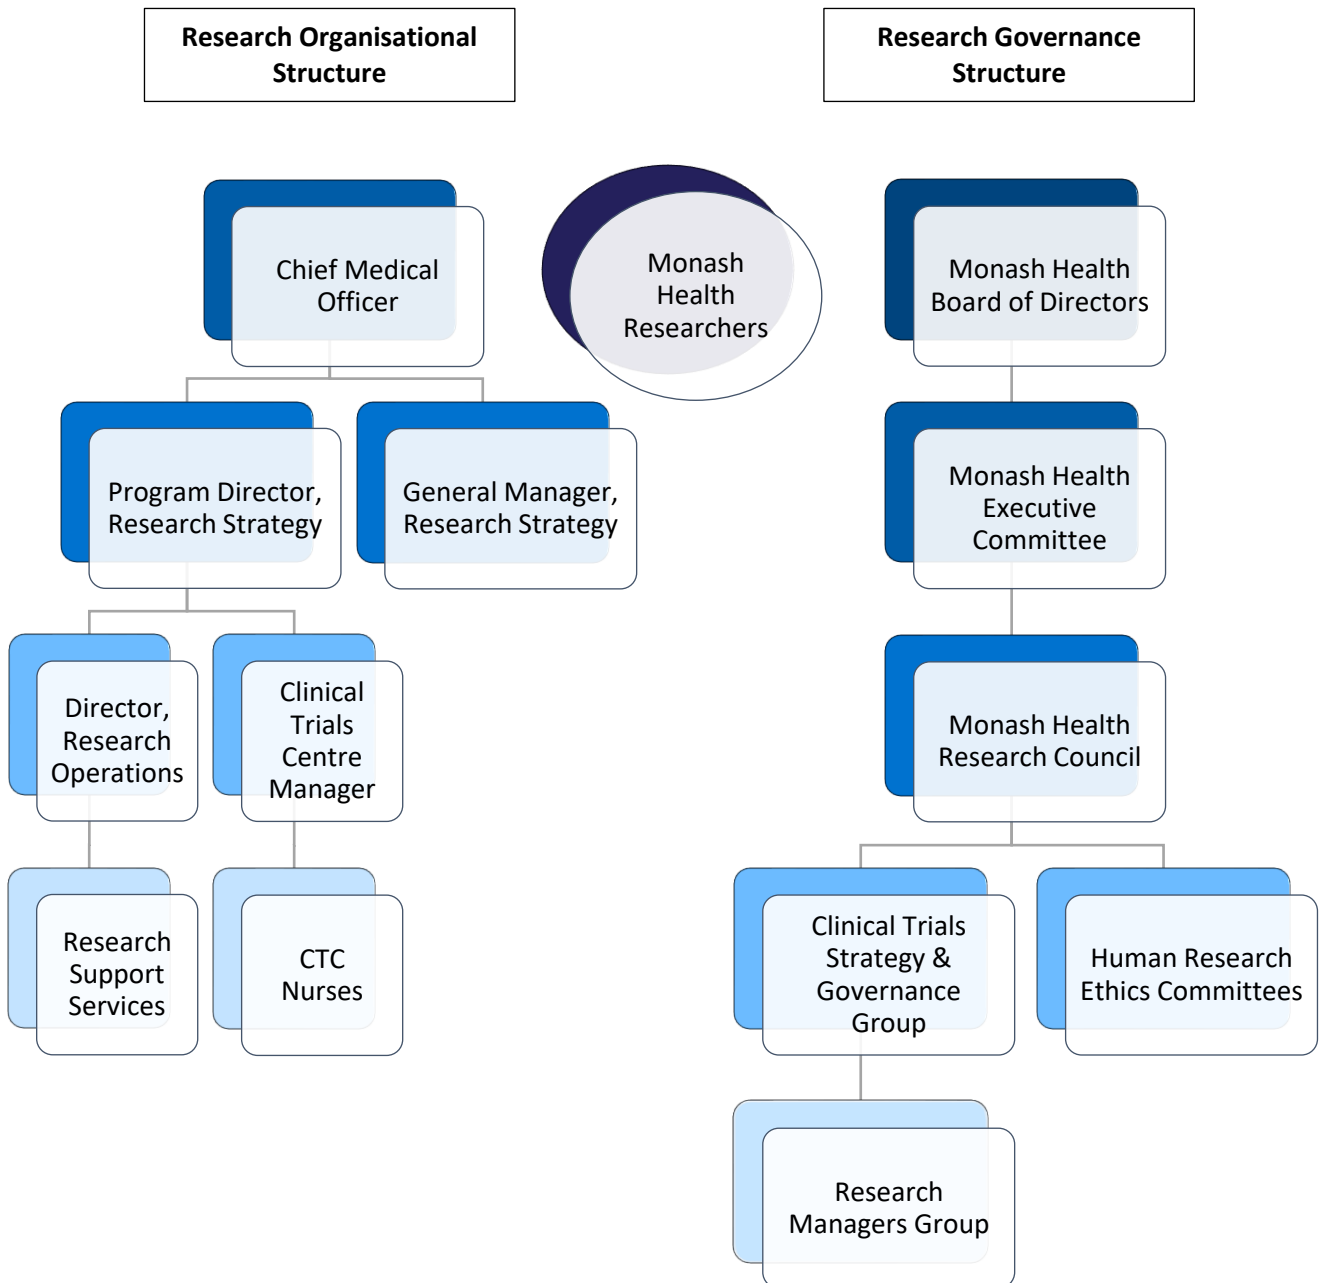 Research Organisational
Structure
Research Governance
Structure
Chief Medical
Officer
Monash
Health
Researchers
Monash Health
Board of Directors
Program Director,
Research Strategy
General Manager,
Research Strategy
Monash Health
Executive
Committee
Director,
Research
Operations
Clinical
Trials
Centre
Manager
Monash Health
Research Council
Research
Support
Services
CTC
Nurses
Clinical Trials
Strategy &
Governance
Group
Human Research
Ethics Committees
Research
Managers Group